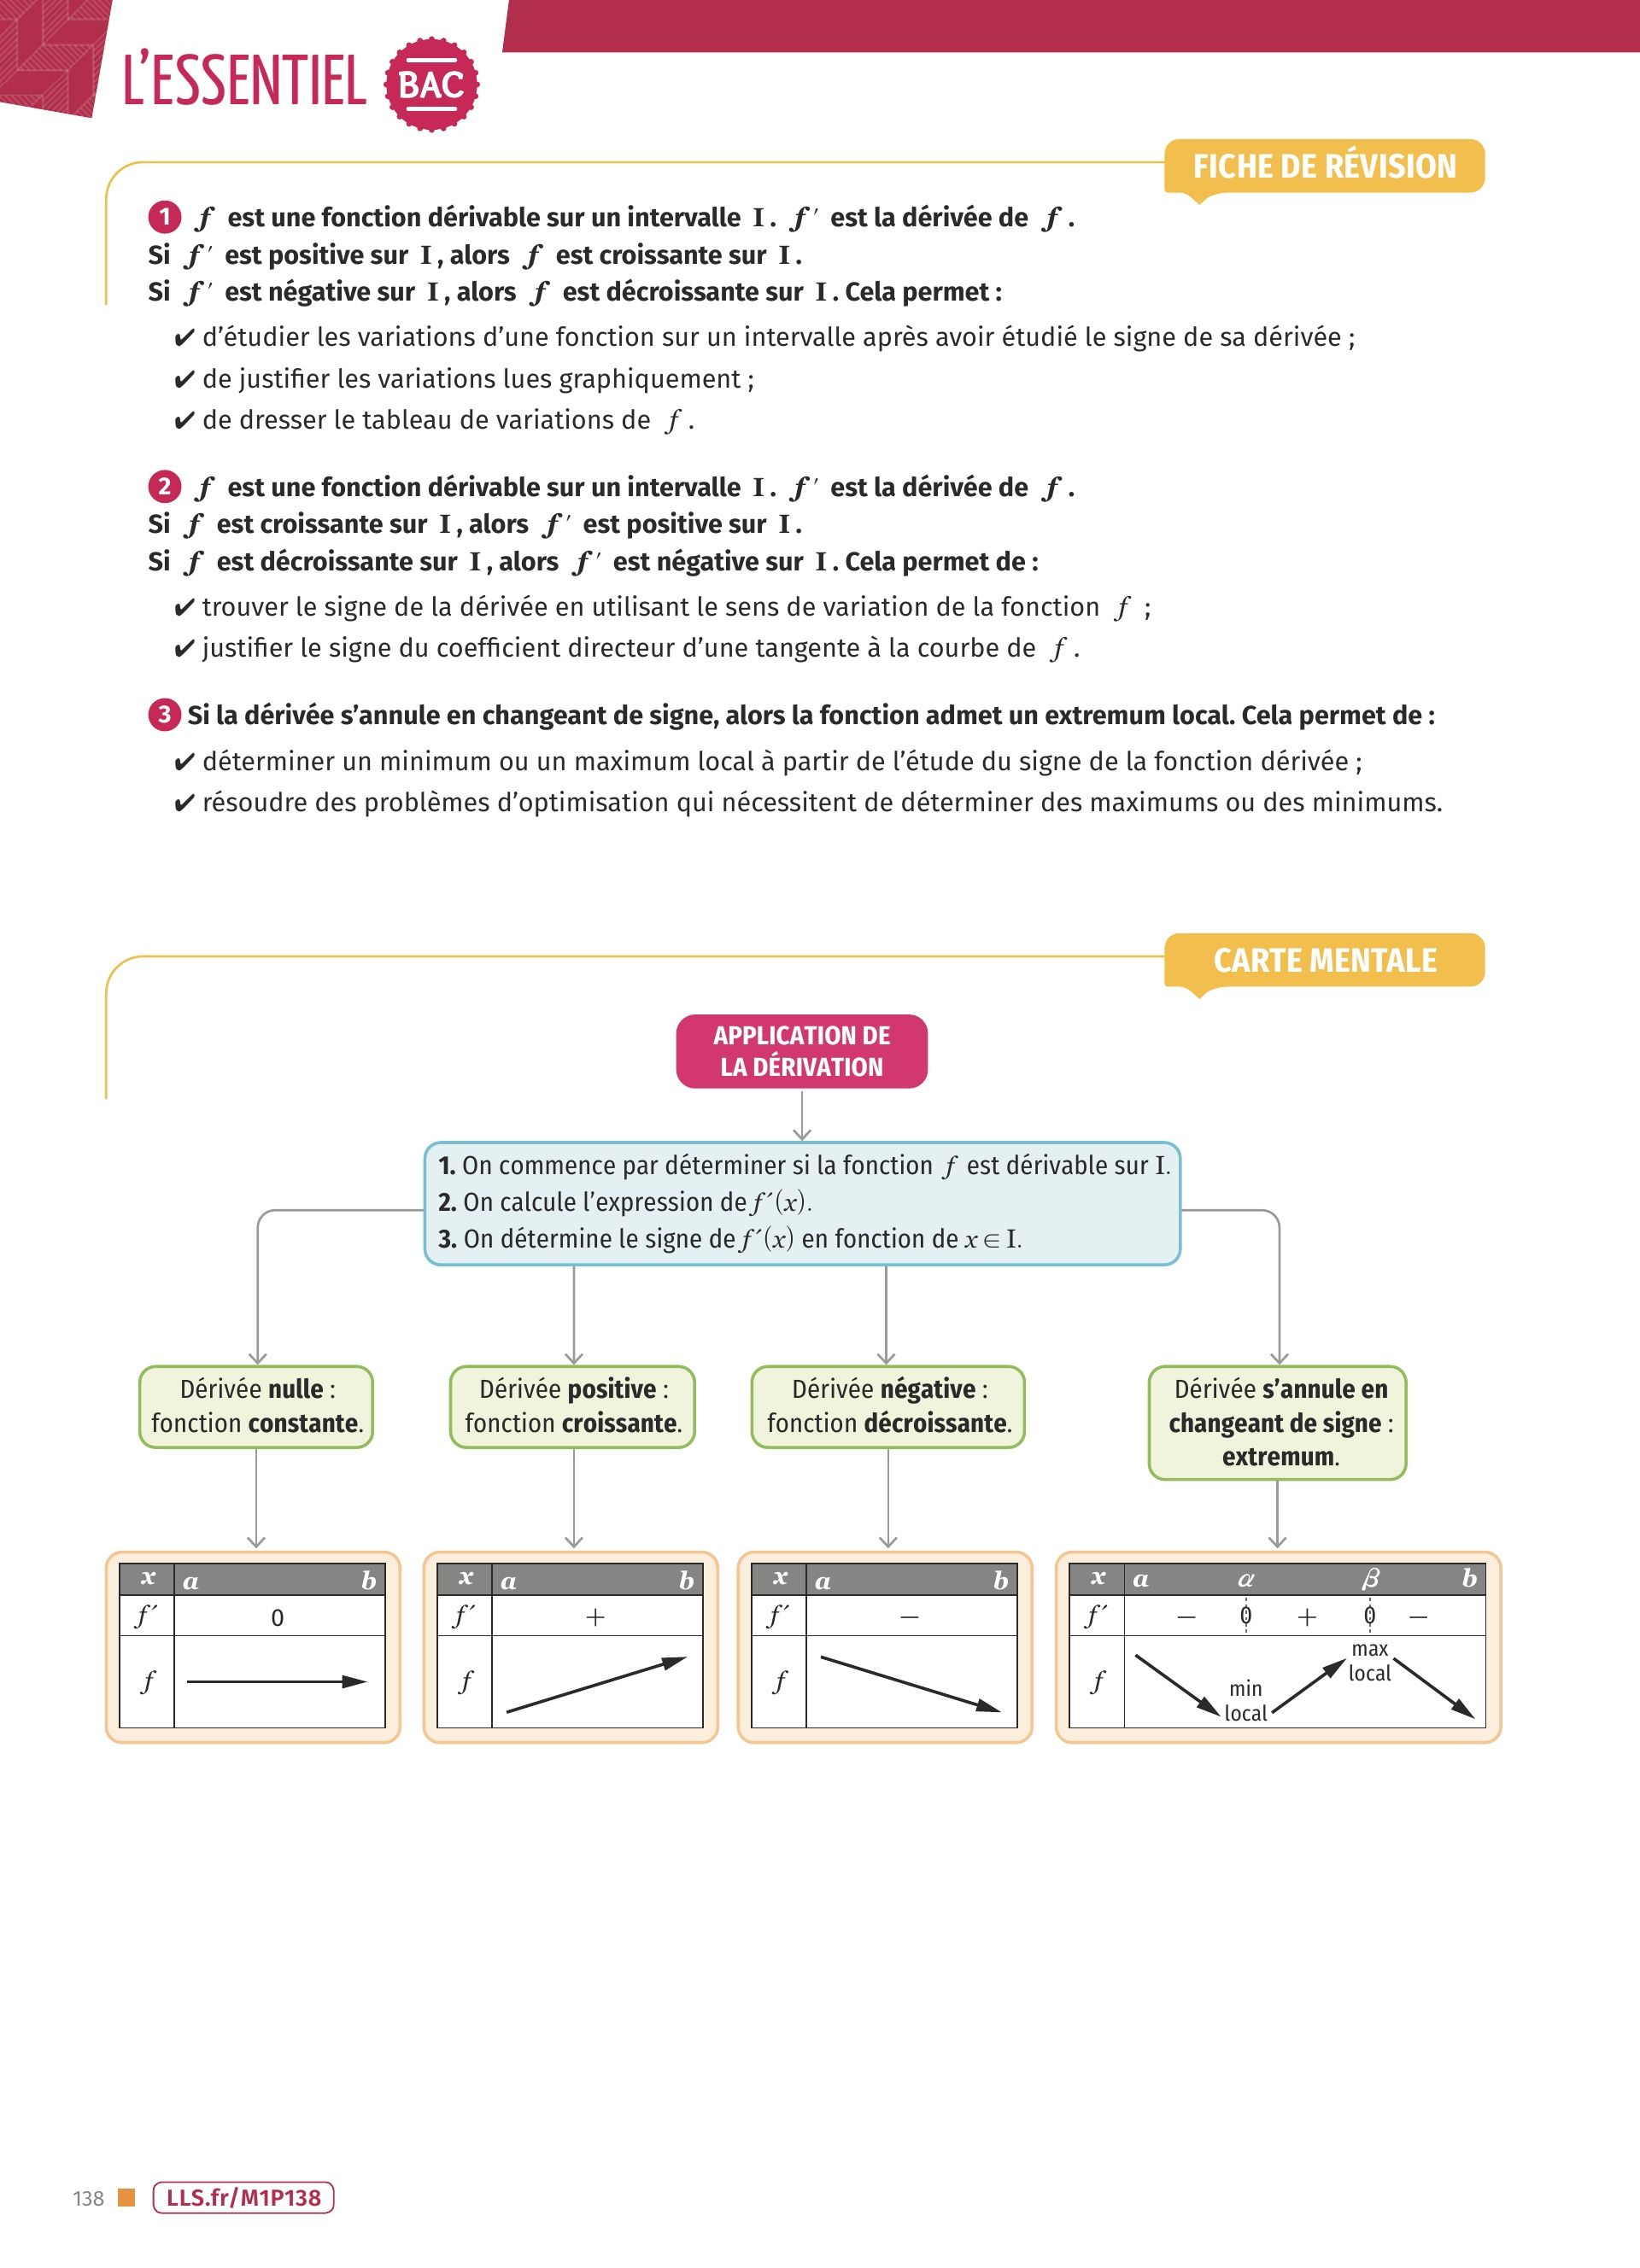 L’ESSENTIEL BAC
FICHE DE RÉVISION
1 f est une fonction dérivable sur un intervalle I. f′ est la dérivée de f.
Si f′ est positive sur I, alors f est croissante sur I.
Si f′ est négative sur I, alors f est décroissante sur I. Cela permet :
✔ d’étudier les variations d’une fonction sur un intervalle après avoir étudié le signe de sa dérivée ;
✔ de justifier les variations lues graphiquement ;
✔ de dresser le tableau de variations de f.
2 f est une fonction dérivable sur un intervalle I. f′ est la dérivée de f.
Si f est croissante sur I, alors f′ est positive sur I.
Si f est décroissante sur I, alors f′ est négative sur I. Cela permet de :
✔ trouver le signe de la dérivée en utilisant le sens de variation de la fonction f ;
✔ justifier le signe du coefficient directeur d’une tangente à la courbe de f.
3 Si la dérivée s’annule en changeant de signe, alors la fonction admet un extremum local. Cela permet de :
✔ déterminer un minimum ou un maximum local à partir de l’étude du signe de la fonction dérivée ;
✔ résoudre des problèmes d’optimisation qui nécessitent de déterminer des maximums ou des minimums.
CARTE MENTALE
APPLICATION DE
LA DÉRIVATION
1. On commence par déterminer si la fonction f est dérivable sur I.
2. On calcule l’expression de f′(x).
3. On détermine le signe de f′(x) en fonction de x ∈ I.
Dérivée nulle :
fonction constante.
Dérivée positive :
fonction croissante.
Dérivée négative :
fonction décroissante.
Dérivée s’annule en
changeant de signe :
extremum.
x a b
f′ 0
f
x a b
f′ +
f
x a b
f′ −
f
x a α β b
f′ − 0 + 0 −
f
min
local
max
local
138
LLS.fr/M1P138